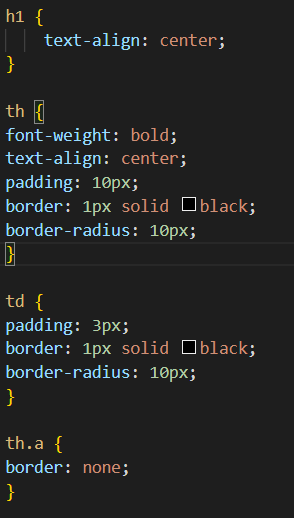 h1 {
text-align: center;
}
th {
font-weight: bold;
text-align: center;
padding: 10px;
border: 1px solid black;
border-radius: 10px;
}
td {
padding: 3px;
border: 1px solid black;
border-radius: 10px;
}
th.a {
border: none;
}